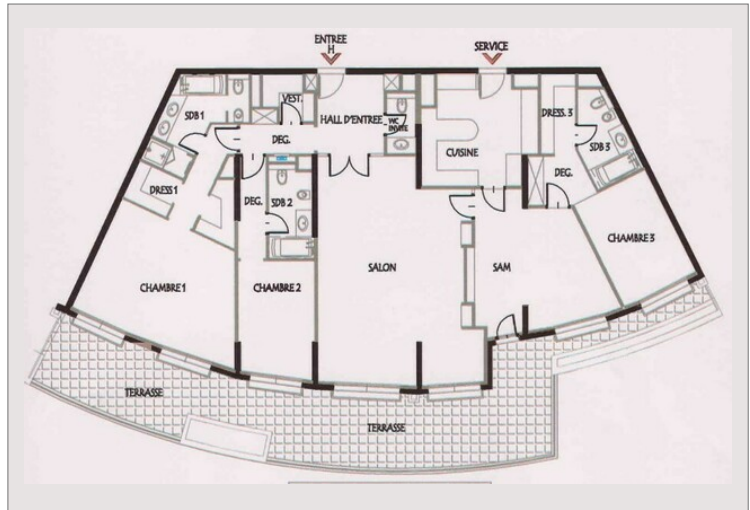 ENTREE
H
SERVICE
VEST.
SDB 1
HALL D'ENTREE
WC
INVITE
DRESS. 3
SDB 3
DEG.
CUISINE
DRESS 1
DEG.
SDB 2
DEG.
CHAMBRE 3
SALON
SAM
CHAMBRE 1
CHAMBRE 2
TERRASSE
TERRASSE